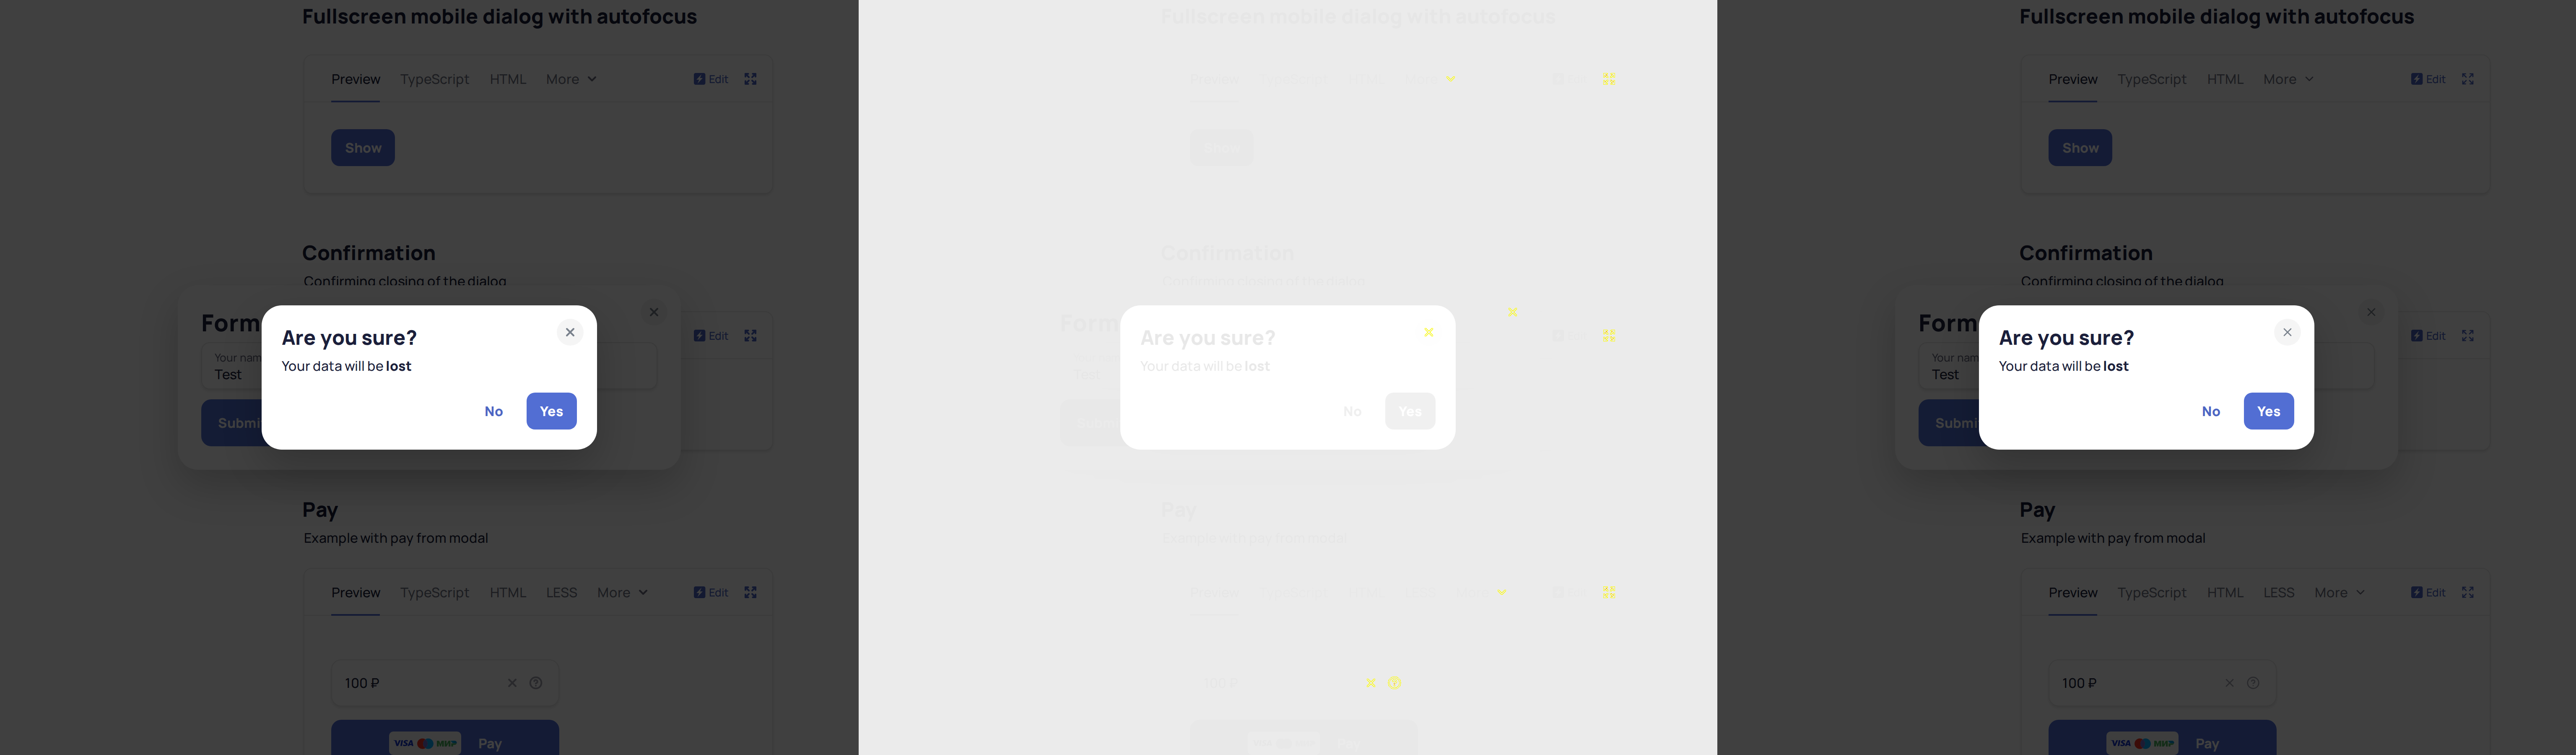 Fullscreen mobile dialog with autofocus
Preview TypeScript HTML More Edit
Show
Confirmation
Confirming closing of the dialog
Form
Edit
Are you sure?
Your data will be lost
Your nam
Test
No Yes
Submi
Pay
Example with pay from modal
Preview TypeScript HTML LESS More Edit
100 ₽
VISA МИР Pay
Fullscreen mobile dialog with autofocus
Preview TypeScript HTML More Edit
Show
Confirmation
Confirming closing of the dialog
Form
Edit
Are you sure?
Your data will be lost
Test
No Yes
Pay
Example with pay from modal
Preview TypeScript HTML LESS More Edit
100 ₽
Pay
Fullscreen mobile dialog with autofocus
Preview TypeScript HTML More Edit
Show
Confirmation
Confirming closing of the dialog
Form
Edit
Are you sure?
Your data will be lost
Your nam
Test
No Yes
Submi
Pay
Example with pay from modal
Preview TypeScript HTML LESS More Edit
100 ₽
VISA МИР Pay